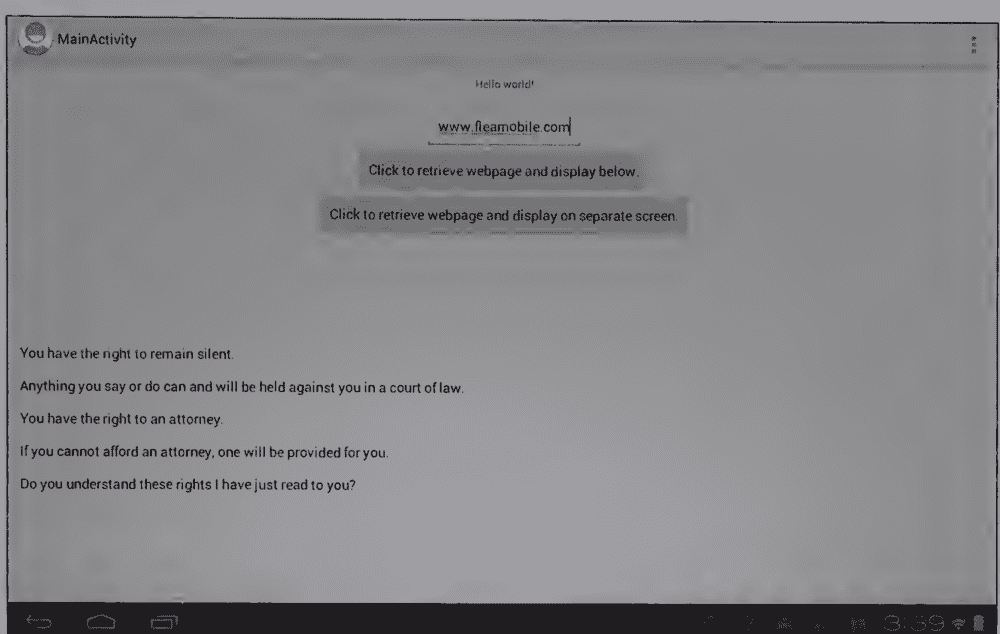 MainActivity
Hello world!
www.fleamobile.com
Click to retrieve webpage and display below.
Click to retrieve webpage and display on separate screen.
You have the right to remain silent.
Anything you say or do can and will be held against you in a court of law.
You have the right to an attorney.
If you cannot afford an attorney, one will be provided for you.
Do you understand these rights I have just read to you?
3:59